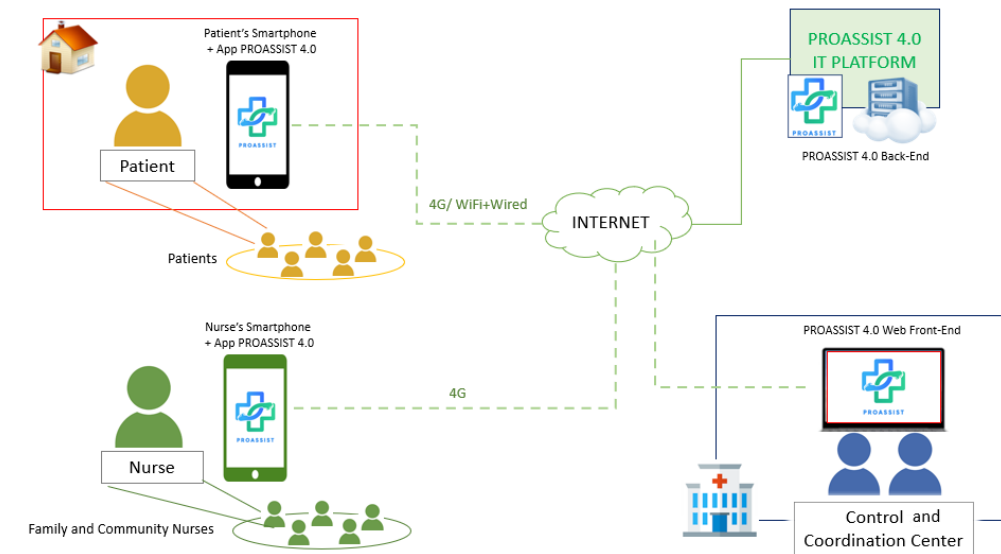 Patient's Smartphone
+ App PROASSIST 4.0
PROASSIST
Patient
Patients
4G/ WiFi+Wired
INTERNET
PROASSIST 4.0
IT PLATFORM
PROASSIST
PROASSIST 4.0 Back-End
Nurse's Smartphone
+ App PROASSIST 4.0
PROASSIST
Nurse
Family and Community Nurses
4G
PROASSIST 4.0 Web Front-End
PROASSIST
Control and
Coordination Center